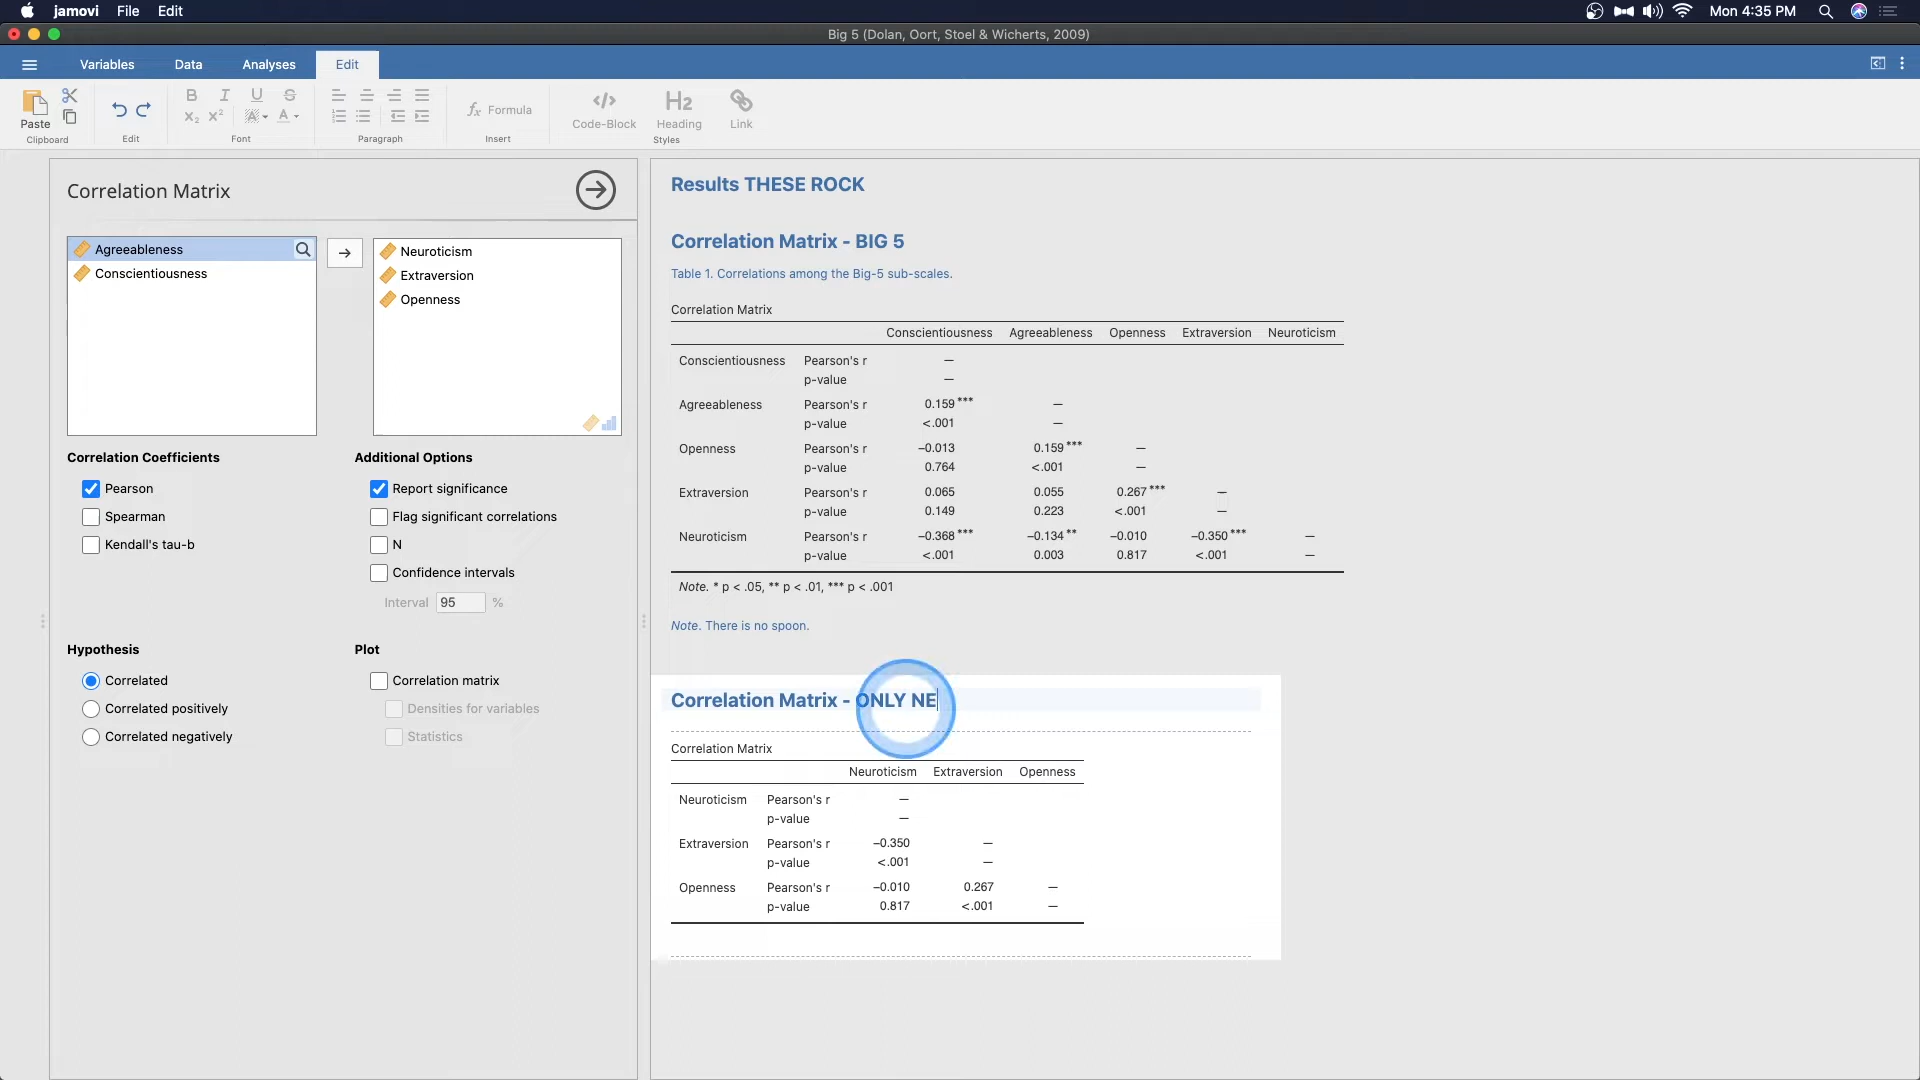 jamovi File Edit Mon 4:35 PM
Big 5 (Dolan, Oort, Stoel & Wicherts, 2009)
Variables Data Analyses Edit
Paste
Clipboard
Edit
B I U S
X₂ X² A A
Font
Paragraph
fx Formula
Insert
</> Code-Block
H2 Heading
Link
Styles
Correlation Matrix
Agreeableness
Conscientiousness
Neuroticism
Extraversion
Openness
Correlation Coefficients
Pearson
Spearman
Kendall's tau-b
Additional Options
Report significance
Flag significant correlations
N
Confidence intervals
Interval 95 %
Hypothesis
Correlated
Correlated positively
Correlated negatively
Plot
Correlation matrix
Densities for variables
Statistics
Results THESE ROCK
Correlation Matrix - BIG 5
Table 1. Correlations among the Big-5 sub-scales.
Correlation Matrix
Conscientiousness Agreeableness Openness Extraversion Neuroticism
Conscientiousness Pearson's r —
p-value —
Agreeableness Pearson's r 0.159 *** —
p-value <.001 —
Openness Pearson's r −0.013 0.159 *** —
p-value 0.764 <.001 —
Extraversion Pearson's r 0.065 0.055 0.267 *** —
p-value 0.149 0.223 <.001 —
Neuroticism Pearson's r −0.368 *** −0.134 ** −0.010 −0.350 *** —
p-value <.001 0.003 0.817 <.001 —
Note. * p < .05, ** p < .01, *** p < .001
Note. There is no spoon.
Correlation Matrix - ONLY NE
Correlation Matrix
Neuroticism Extraversion Openness
Neuroticism Pearson's r —
p-value —
Extraversion Pearson's r −0.350 —
p-value <.001 —
Openness Pearson's r −0.010 0.267 —
p-value 0.817 <.001 —